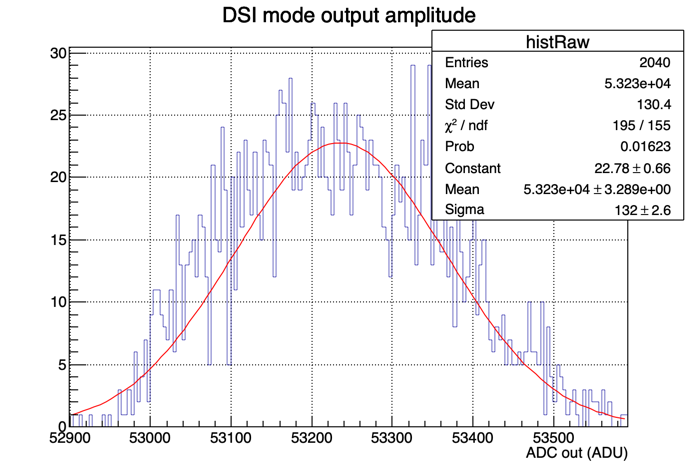 DSI mode output amplitude
histRaw
Entries 2040
Mean 5.323e+04
Std Dev 130.4
χ² / ndf 195 / 155
Prob 0.01623
Constant 22.78 ± 0.66
Mean 5.323e+04 ± 3.289e+00
Sigma 132 ± 2.6
30
25
20
15
10
5
0
52900 53000 53100 53200 53300 53400 53500
ADC out (ADU)